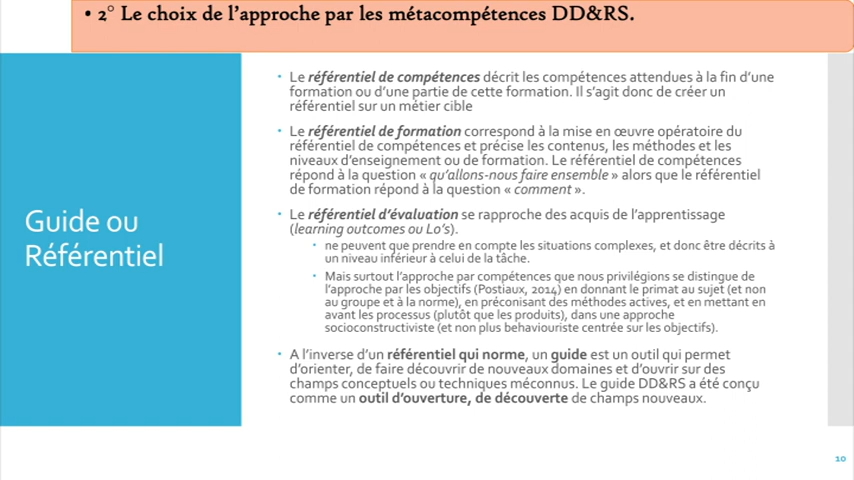 • 2° Le choix de l'approche par les métacompétences DD&RS.
Guide ou
Référentiel
• Le référentiel de compétences décrit les compétences attendues à la fin d'une
formation ou d'une partie de cette formation. Il s'agit donc de créer un
référentiel sur un métier cible
• Le référentiel de formation correspond à la mise en œuvre opératoire du
référentiel de compétences et précise les contenus, les méthodes et les
niveaux d'enseignement ou de formation. Le référentiel de compétences
répond à la question « qu'allons-nous faire ensemble » alors que le référentiel
de formation répond à la question « comment ».
• Le référentiel d'évaluation se rapproche des acquis de l'apprentissage
(learning outcomes ou Lo's).
• ne peuvent que prendre en compte les situations complexes, et donc être décrits à
un niveau inférieur à celui de la tâche.
• Mais surtout l'approche par compétences que nous privilégions se distingue de
l'approche par les objectifs (Postiaux, 2014) en donnant le primat au sujet (et non
au groupe et à la norme), en préconisant des méthodes actives, et en mettant en
avant les processus (plutôt que les produits), dans une approche
socioconstructiviste (et non plus behaviouriste centrée sur les objectifs).
• A l'inverse d'un référentiel qui norme, un guide est un outil qui permet
d'orienter, de faire découvrir de nouveaux domaines et d'ouvrir sur des
champs conceptuels ou techniques méconnus. Le guide DD&RS a été conçu
comme un outil d'ouverture, de découverte de champs nouveaux.
10